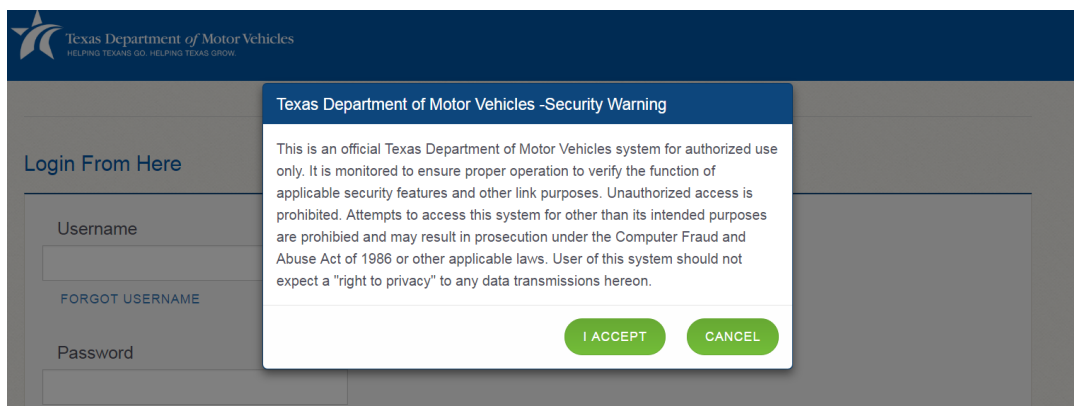 Texas Department of Motor Vehicles
HELPING TEXANS GO. HELPING TEXAS GROW.
Texas Department of Motor Vehicles -Security Warning
This is an official Texas Department of Motor Vehicles system for authorized use
only. It is monitored to ensure proper operation to verify the function of
applicable security features and other link purposes. Unauthorized access is
prohibited. Attempts to access this system for other than its intended purposes
are prohibied and may result in prosecution under the Computer Fraud and
Abuse Act of 1986 or other applicable laws. User of this system should not
expect a "right to privacy" to any data transmissions hereon.
I ACCEPT
CANCEL
Login From Here
Username
FORGOT USERNAME
Password